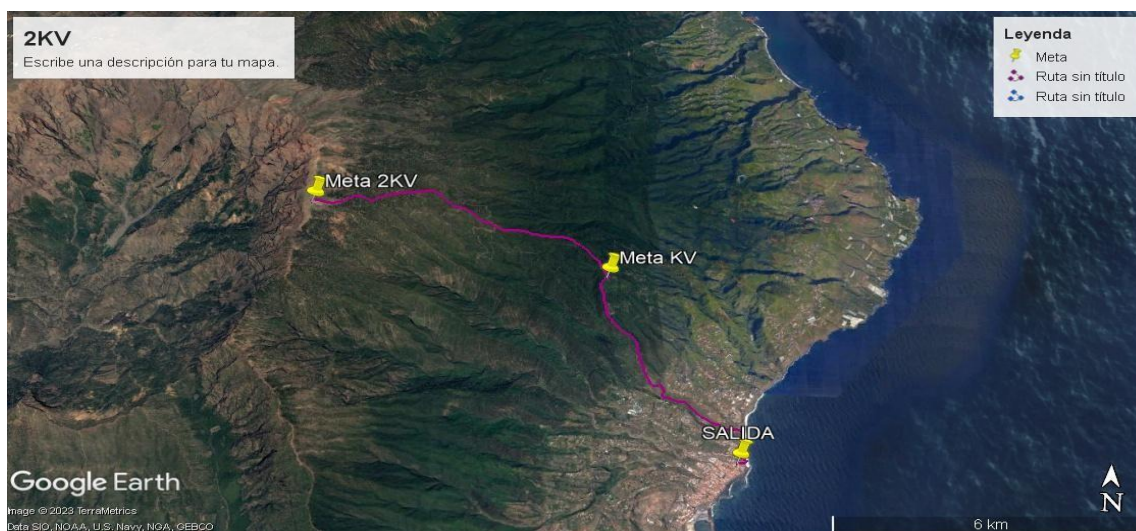 2KV
Escribe una descripción para tu mapa.
Leyenda
Meta
Ruta sin título
Ruta sin título
Meta 2KV
Meta KV
SALIDA
Google Earth
Image © 2023 TerraMetrics
Data SIO, NOAA, U.S. Navy, NGA, GEBCO
N
6 km